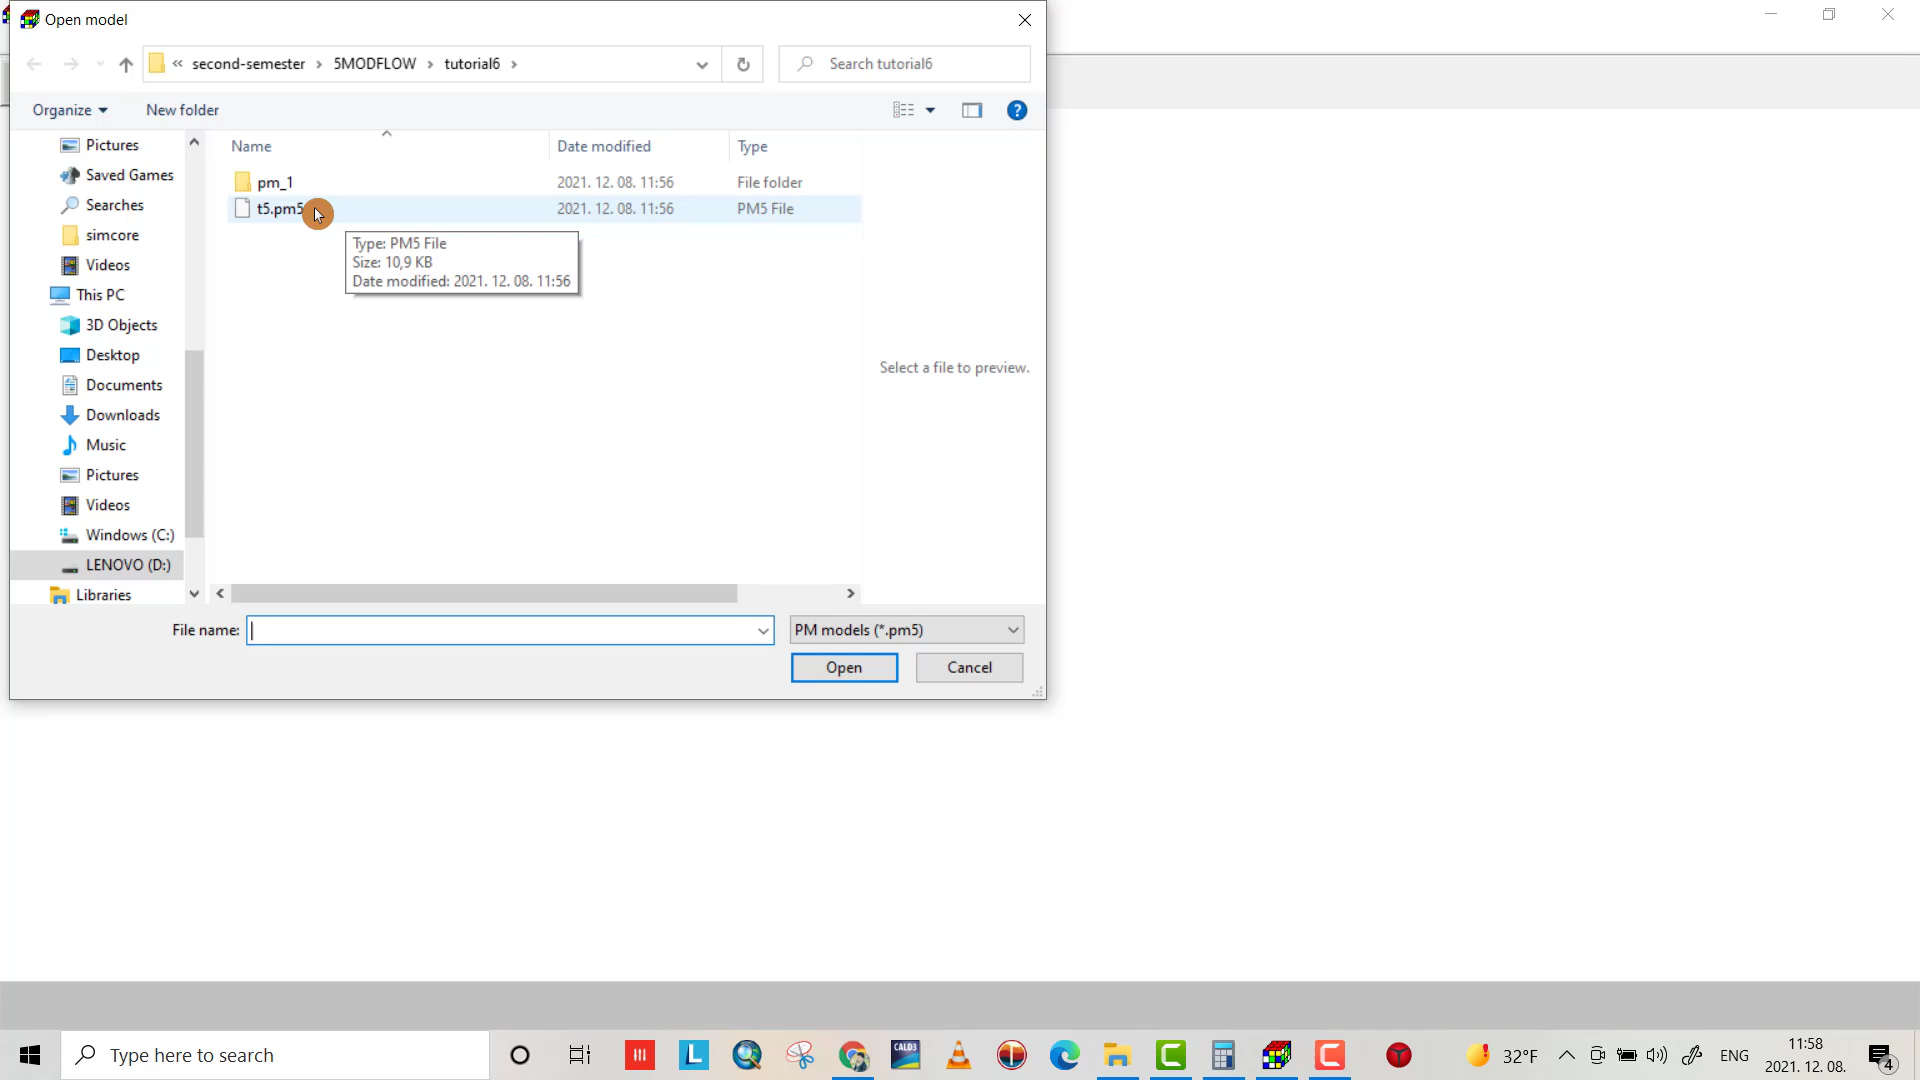 Open model
« second-semester › 5MODFLOW › tutorial6 ›
Search tutorial6
Organize
New folder
Name
Date modified
Type
pm_1
2021. 12. 08. 11:56
File folder
t5.pm5
2021. 12. 08. 11:56
PM5 File
Type: PM5 File
Size: 10,9 KB
Date modified: 2021. 12. 08. 11:56
Select a file to preview.
Pictures
Saved Games
Searches
simcore
Videos
This PC
3D Objects
Desktop
Documents
Downloads
Music
Pictures
Videos
Windows (C:)
LENOVO (D:)
Libraries
File name:
PM models (*.pm5)
Open
Cancel
Type here to search
L
CALD3
32°F
ENG
11:58
2021. 12. 08.
4